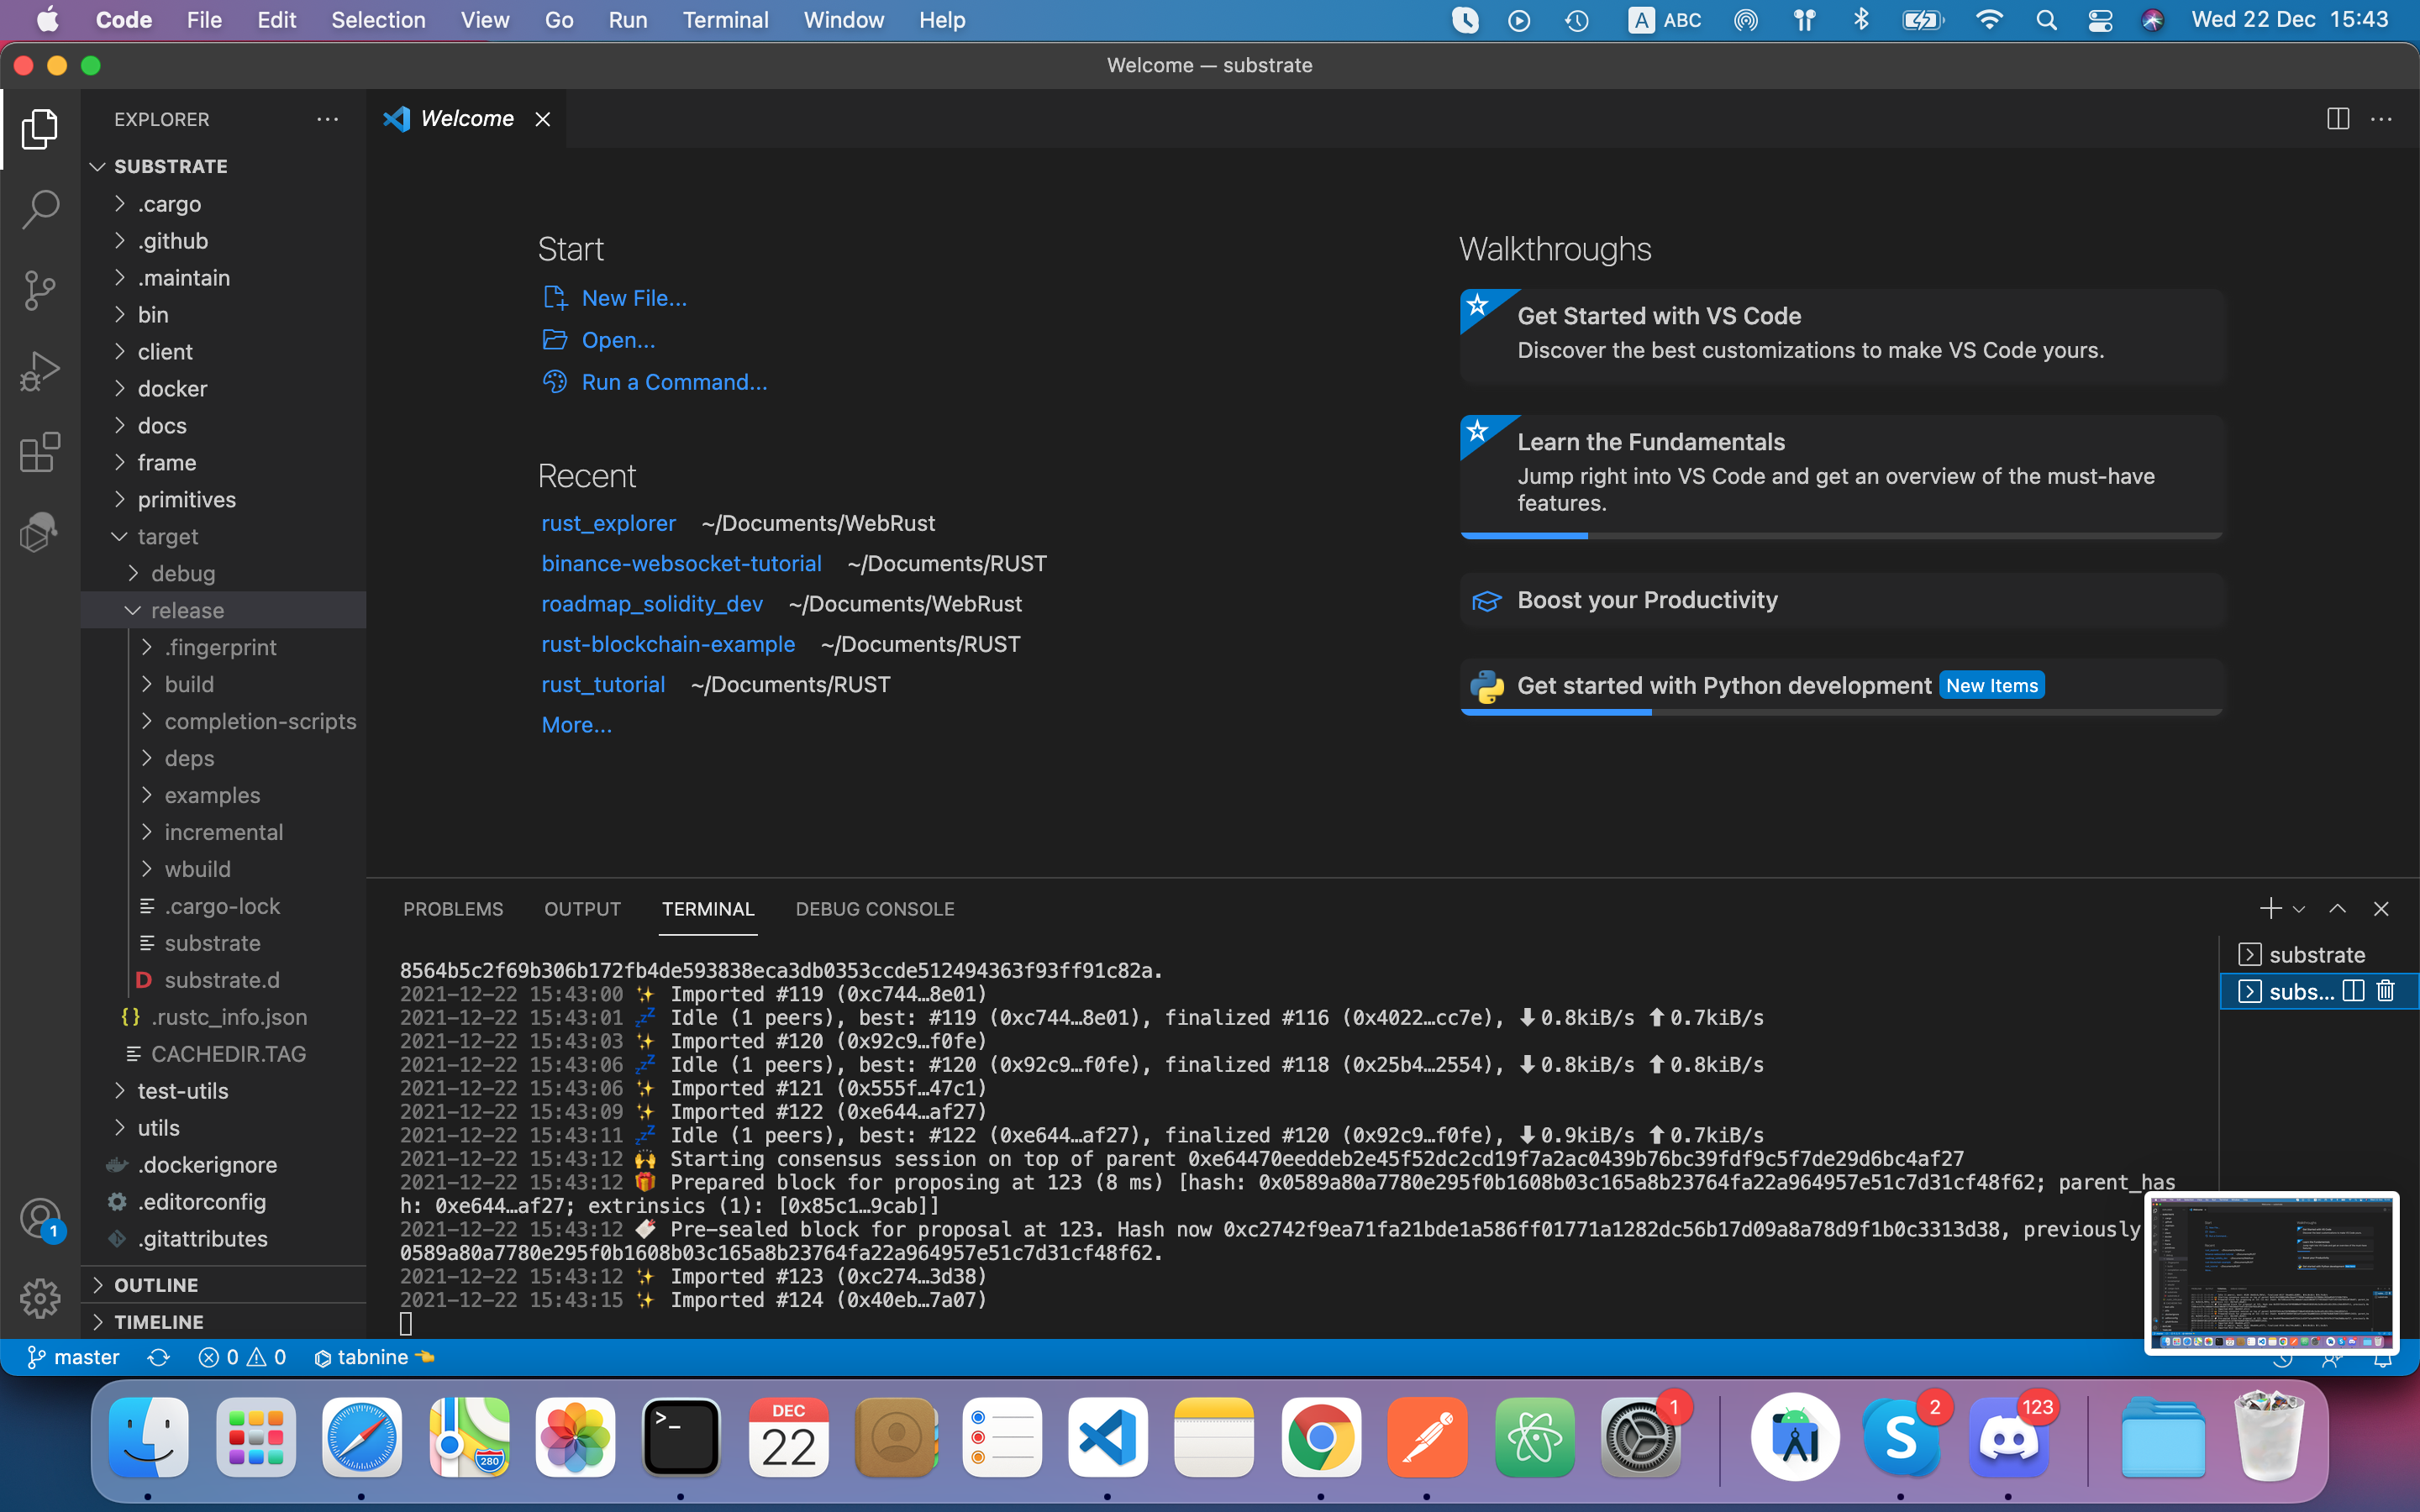 Code File Edit Selection View Go Run Terminal Window Help A ABC Wed 22 Dec 15:43
Welcome — substrate
EXPLORER
Welcome
SUBSTRATE
.cargo
.github
.maintain
bin
client
docker
docs
frame
primitives
target
debug
release
.fingerprint
build
completion-scripts
deps
examples
incremental
wbuild
.cargo-lock
substrate
D substrate.d
{} .rustc_info.json
CACHEDIR.TAG
test-utils
utils
.dockerignore
.editorconfig
.gitattributes
OUTLINE
TIMELINE
1
Start
New File...
Open...
Run a Command...
Recent
rust_explorer ~/Documents/WebRust
binance-websocket-tutorial ~/Documents/RUST
roadmap_solidity_dev ~/Documents/WebRust
rust-blockchain-example ~/Documents/RUST
rust_tutorial ~/Documents/RUST
More...
Walkthroughs
Get Started with VS Code
Discover the best customizations to make VS Code yours.
Learn the Fundamentals
Jump right into VS Code and get an overview of the must-have
features.
Boost your Productivity
Get started with Python development New Items
PROBLEMS OUTPUT TERMINAL DEBUG CONSOLE
substrate
subs...
8564b5c2f69b306b172fb4de593838eca3db0353ccde512494363f93ff91c82a.
2021-12-22 15:43:00 ✨ Imported #119 (0xc744…8e01)
2021-12-22 15:43:01 💤 Idle (1 peers), best: #119 (0xc744…8e01), finalized #116 (0x4022…cc7e), ⬇ 0.8kiB/s ⬆ 0.7kiB/s
2021-12-22 15:43:03 ✨ Imported #120 (0x92c9…f0fe)
2021-12-22 15:43:06 💤 Idle (1 peers), best: #120 (0x92c9…f0fe), finalized #118 (0x25b4…2554), ⬇ 0.8kiB/s ⬆ 0.8kiB/s
2021-12-22 15:43:06 ✨ Imported #121 (0x555f…47c1)
2021-12-22 15:43:09 ✨ Imported #122 (0xe644…af27)
2021-12-22 15:43:11 💤 Idle (1 peers), best: #122 (0xe644…af27), finalized #120 (0x92c9…f0fe), ⬇ 0.9kiB/s ⬆ 0.7kiB/s
2021-12-22 15:43:12 🙌 Starting consensus session on top of parent 0xe64470eeddeb2e45f52dc2cd19f7a2ac0439b76bc39fdf9c5f7de29d6bc4af27
2021-12-22 15:43:12 🎁 Prepared block for proposing at 123 (8 ms) [hash: 0x0589a80a7780e295f0b1608b03c165a8b23764fa22a964957e51c7d31cf48f62; parent_has
h: 0xe644…af27; extrinsics (1): [0x85c1…9cab]]
2021-12-22 15:43:12 🔖 Pre-sealed block for proposal at 123. Hash now 0xc2742f9ea71fa21bde1a586ff01771a1282dc56b17d09a8a78d9f1b0c3313d38, previously
0589a80a7780e295f0b1608b03c165a8b23764fa22a964957e51c7d31cf48f62.
2021-12-22 15:43:12 ✨ Imported #123 (0xc274…3d38)
2021-12-22 15:43:15 ✨ Imported #124 (0x40eb…7a07)
master 0 0 tabnine 👈
280 >_ DEC 22 1 S 2 123